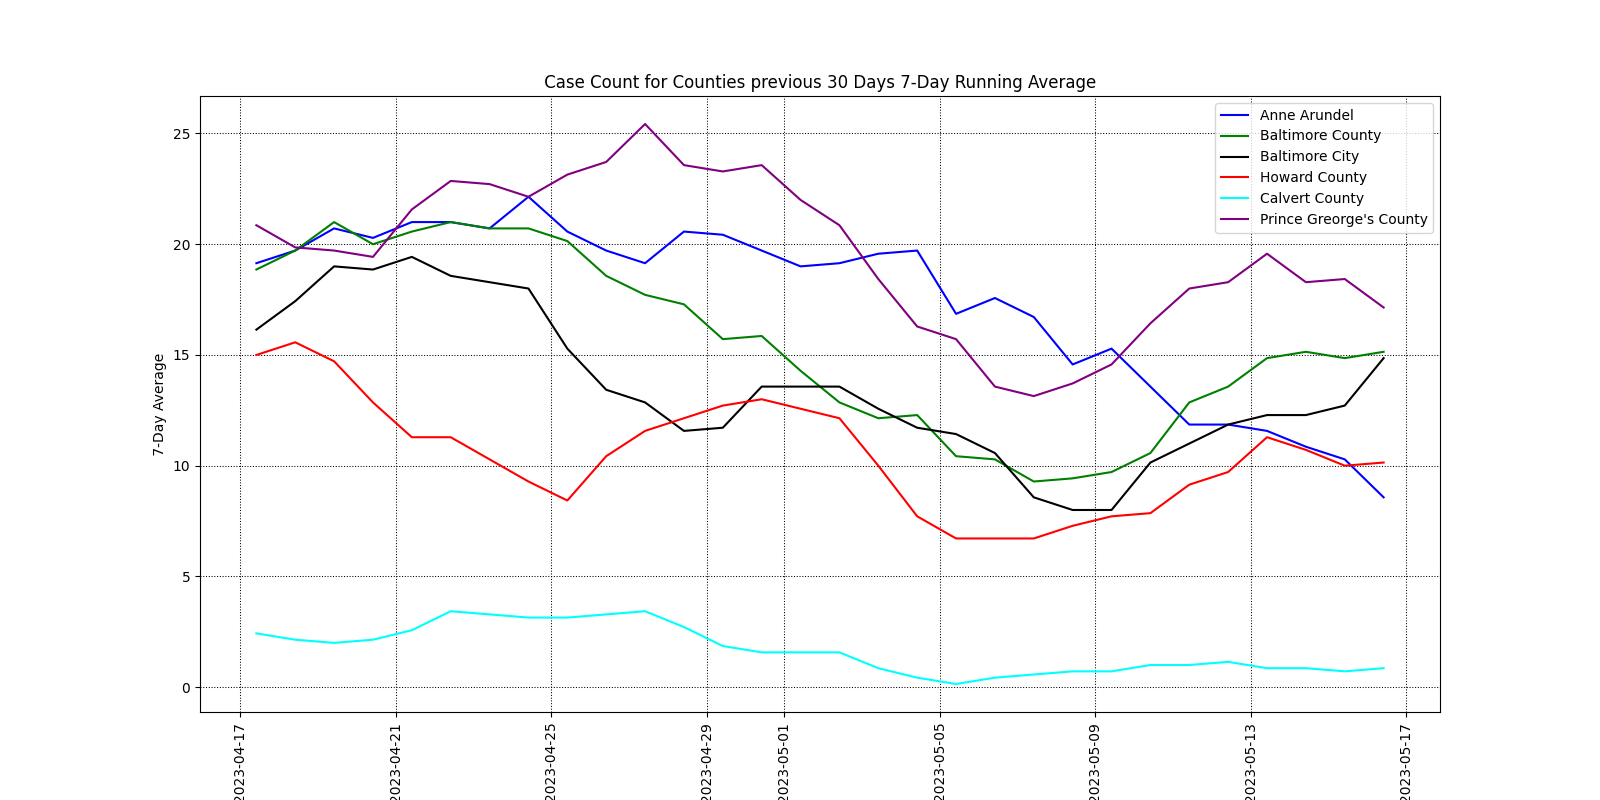 Case Count for Counties previous 30 Days 7-Day Running Average
Anne Arundel
Baltimore County
Baltimore City
Howard County
Calvert County
Prince Greorge's County
7-Day Average
25
20
15
10
5
0
2023-04-17
2023-04-21
2023-04-25
2023-04-29
2023-05-01
2023-05-05
2023-05-09
2023-05-13
2023-05-17